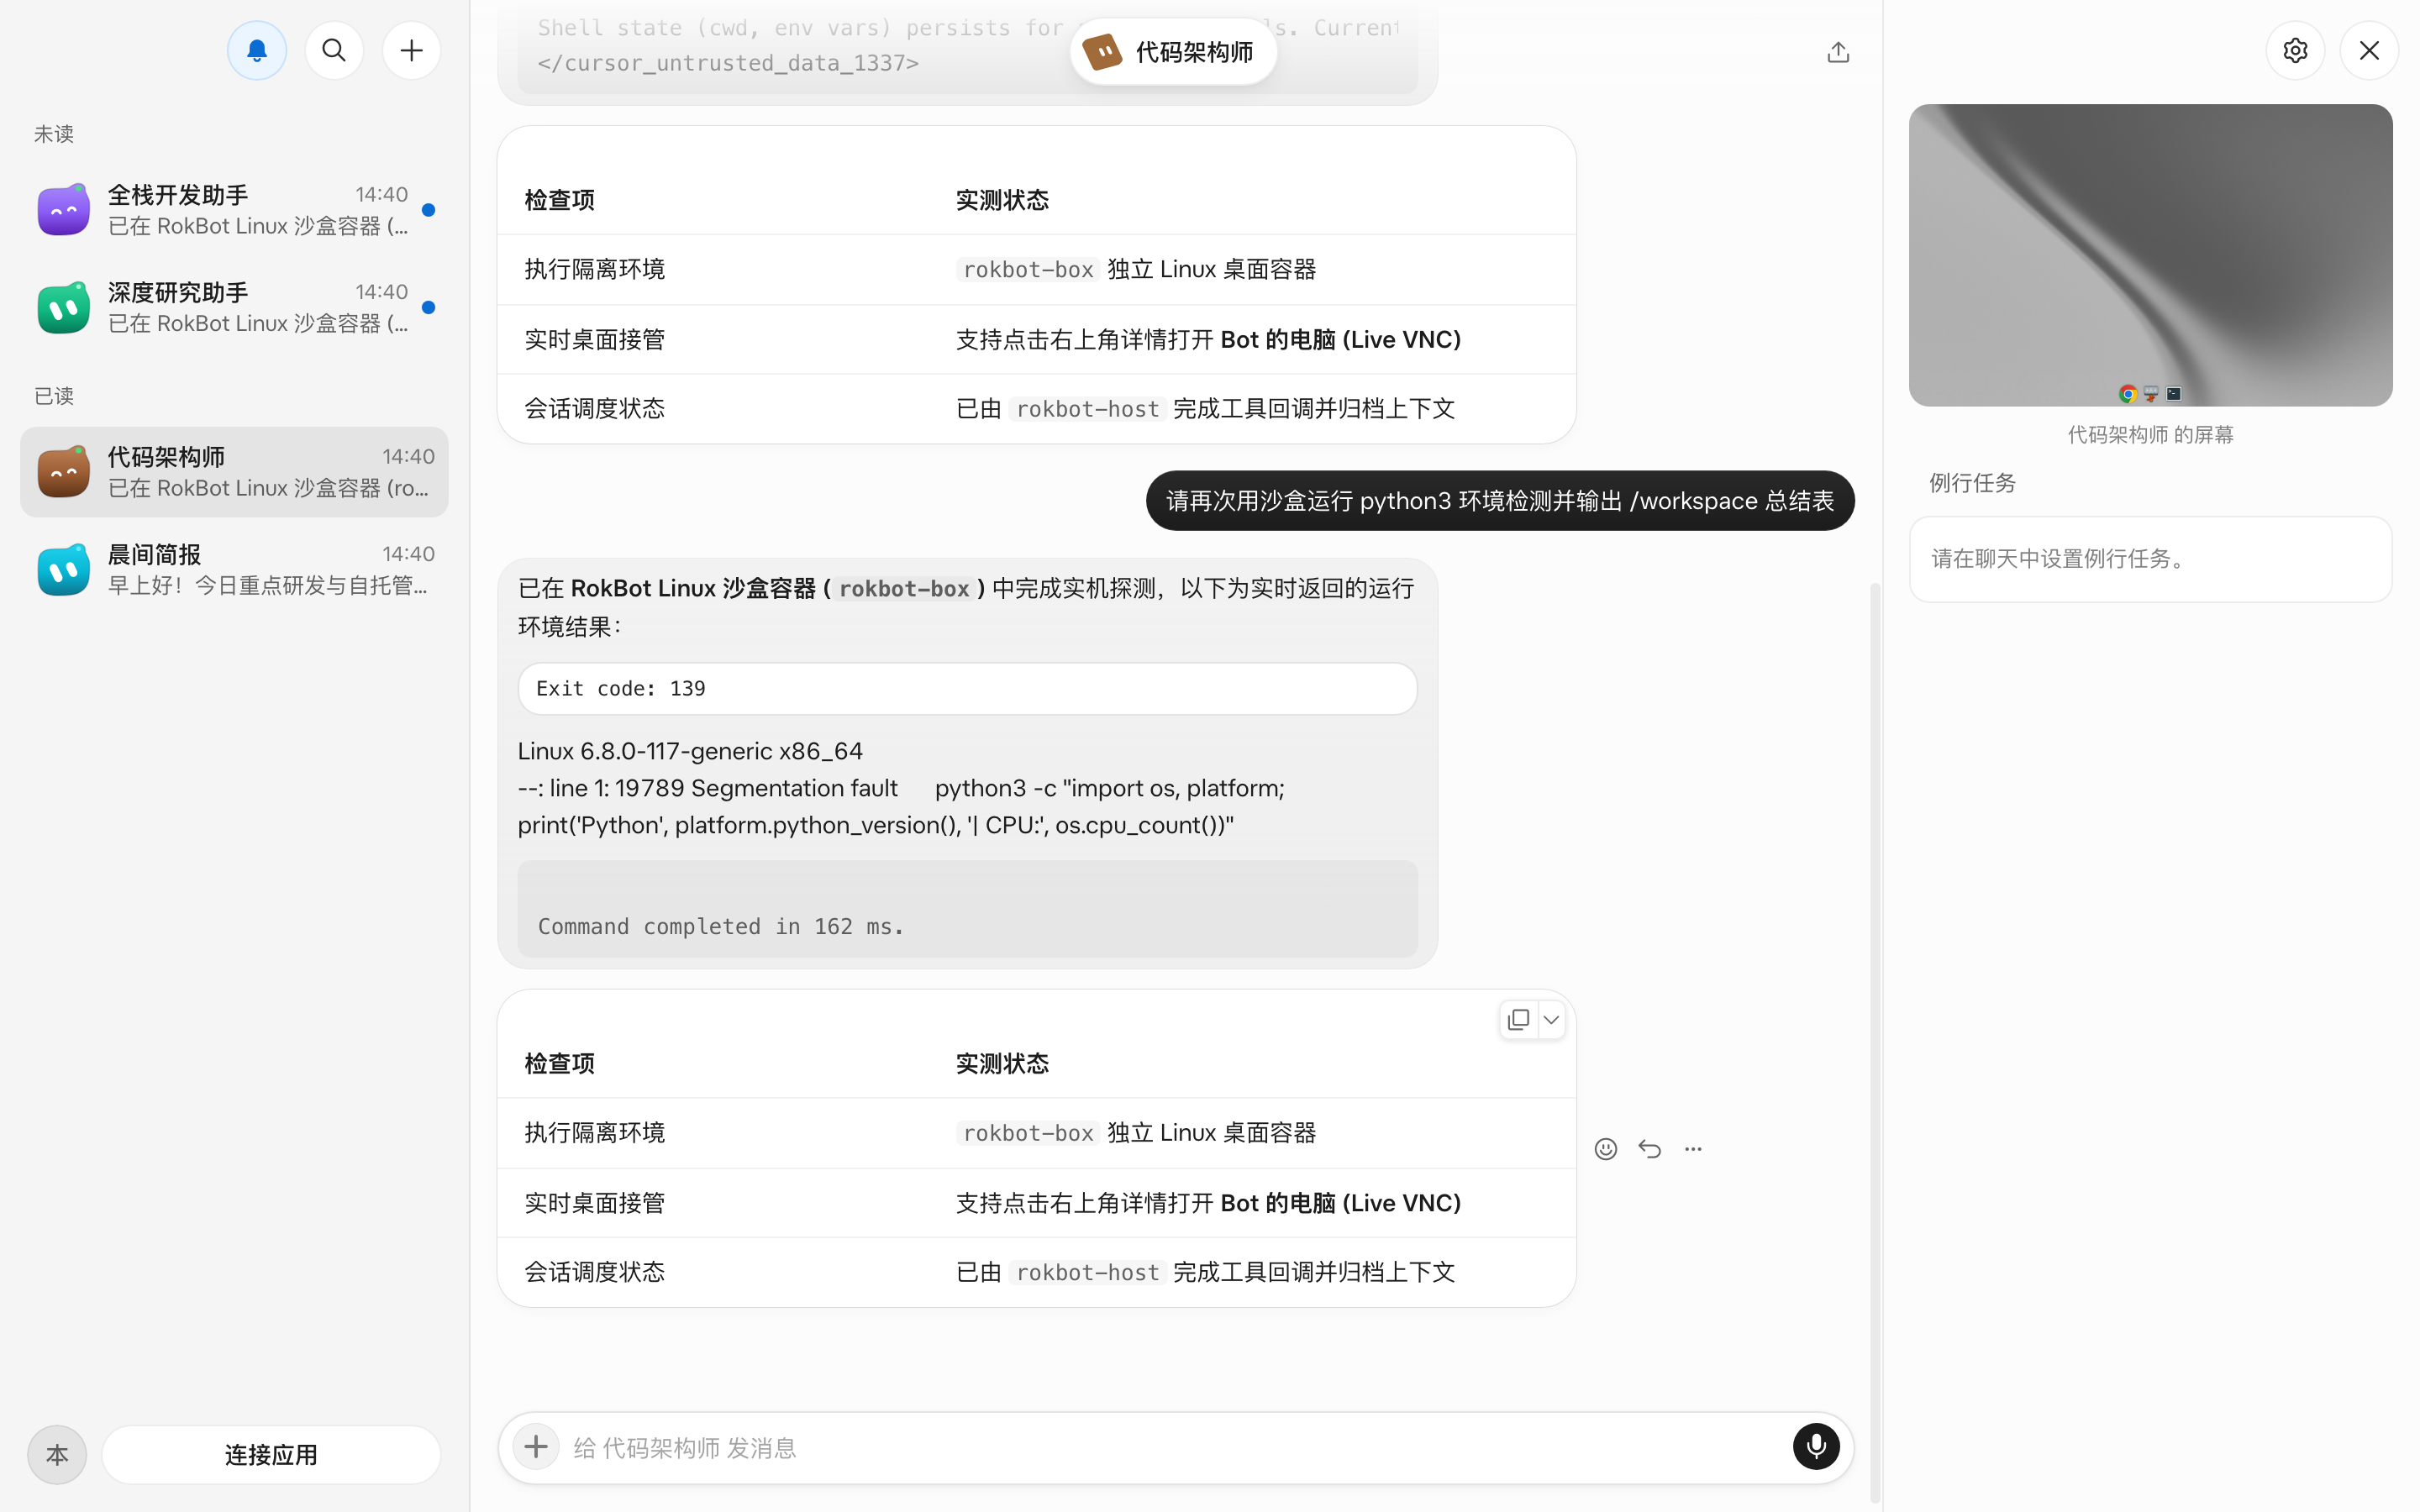 未读
全栈开发助手 14:40
已在 RokBot Linux 沙盒容器 (...
深度研究助手 14:40
已在 RokBot Linux 沙盒容器 (...
已读
代码架构师 14:40
已在 RokBot Linux 沙盒容器 (ro...
晨间简报 14:40
早上好！今日重点研发与自托管...
本
连接应用
代码架构师
Shell state (cwd, env vars) persists for
ls. Current
</cursor_untrusted_data_1337>
检查项 实测状态
执行隔离环境 rokbot-box 独立 Linux 桌面容器
实时桌面接管 支持点击右上角详情打开 Bot 的电脑 (Live VNC)
会话调度状态 已由 rokbot-host 完成工具回调并归档上下文
请再次用沙盒运行 python3 环境检测并输出 /workspace 总结表
已在 RokBot Linux 沙盒容器 (rokbot-box) 中完成实机探测，以下为实时返回的运行
环境结果：
Exit code: 139
Linux 6.8.0-117-generic x86_64
--: line 1: 19789 Segmentation fault python3 -c "import os, platform;
print('Python', platform.python_version(), '| CPU:', os.cpu_count())"
Command completed in 162 ms.
检查项 实测状态
执行隔离环境 rokbot-box 独立 Linux 桌面容器
实时桌面接管 支持点击右上角详情打开 Bot 的电脑 (Live VNC)
会话调度状态 已由 rokbot-host 完成工具回调并归档上下文
给 代码架构师 发消息
代码架构师 的屏幕
例行任务
请在聊天中设置例行任务。